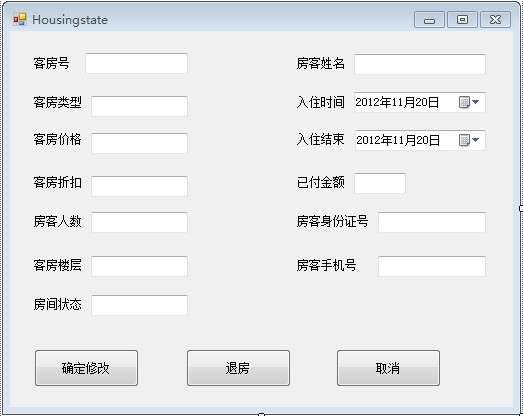 Housingstate
客房号 房客姓名
客房类型 入住时间 2012年11月20日
客房价格 入住结束 2012年11月20日
客房折扣 已付金额
房客人数 房客身份证号
客房楼层 房客手机号
房间状态
确定修改 退房 取消